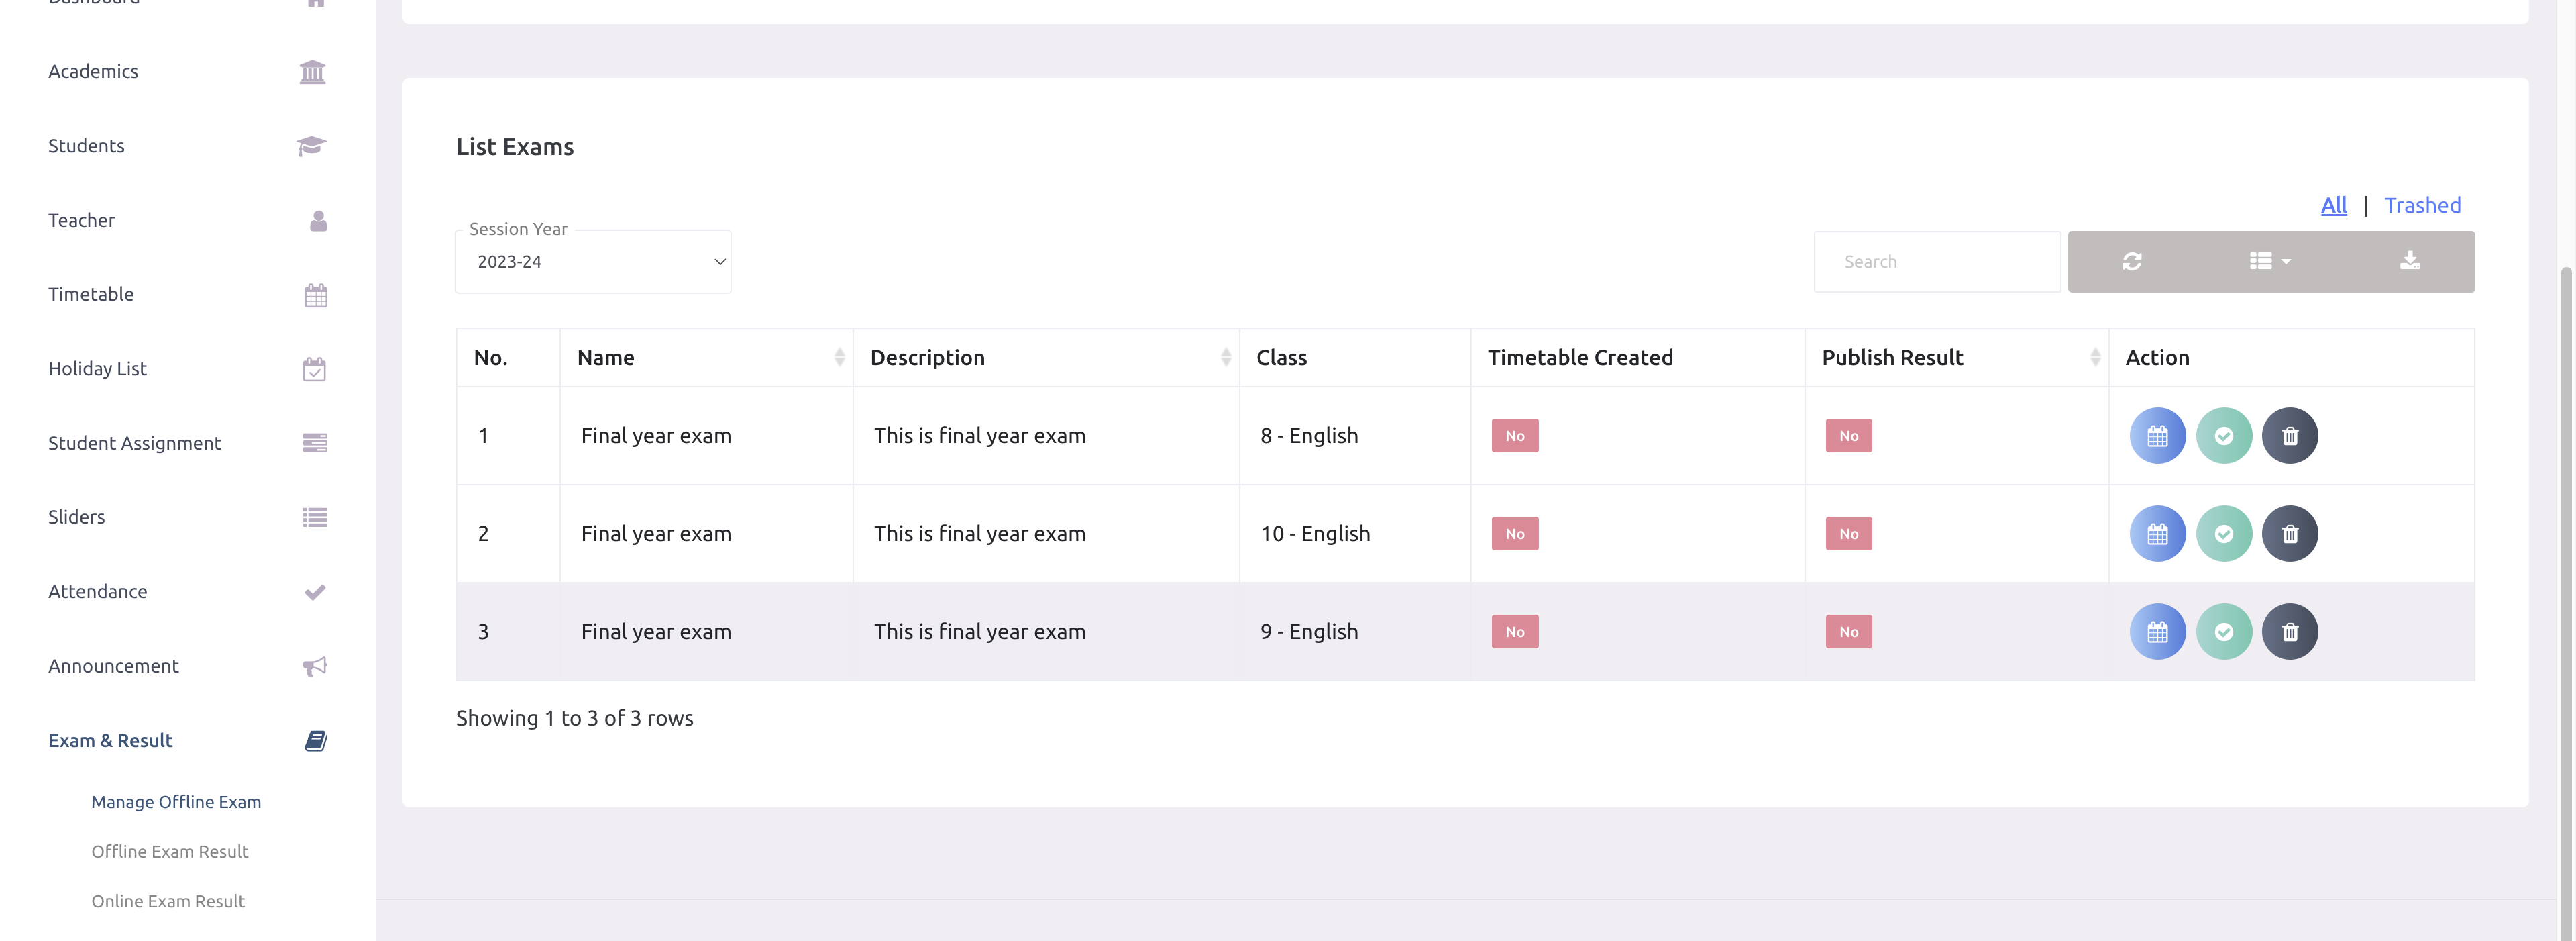 Dashboard
Academics
Students
Teacher
Timetable
Holiday List
Student Assignment
Sliders
Attendance
Announcement
Exam & Result
Manage Offline Exam
Offline Exam Result
Online Exam Result
List Exams
All | Trashed
Session Year
2023-24
Search
No. Name Description Class Timetable Created Publish Result Action
1 Final year exam This is final year exam 8 - English No No
2 Final year exam This is final year exam 10 - English No No
3 Final year exam This is final year exam 9 - English No No
Showing 1 to 3 of 3 rows